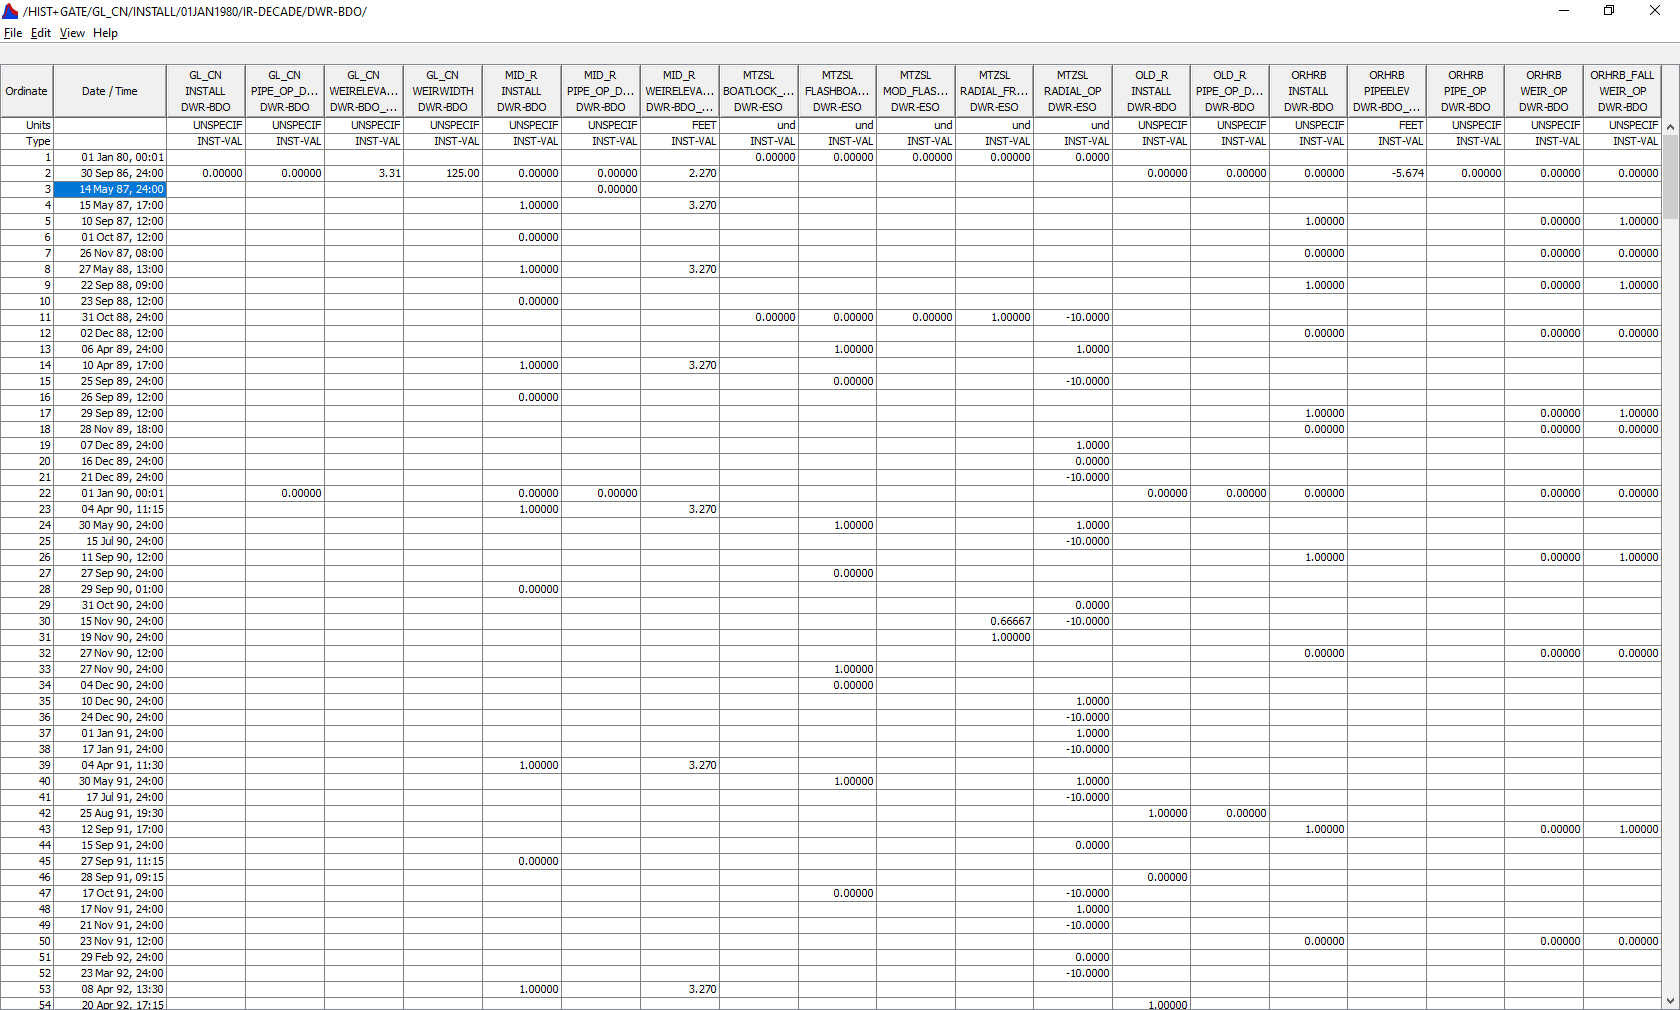 /HIST+GATE/GL_CN/INSTALL/01JAN1980/IR-DECADE/DWR-BDO/
File Edit View Help
GL_CN GL_CN GL_CN GL_CN MID_R MID_R MID_R MTZSL MTZSL MTZSL MTZSL MTZSL OLD_R OLD_R ORHRB ORHRB ORHRB ORHRB ORHRB_FALL
Ordinate Date / Time INSTALL PIPE_OP_D... WEIRELEVA... WEIRWIDTH INSTALL PIPE_OP_D... WEIRELEVA... BOATLOCK_... FLASHBOA... MOD_FLAS... RADIAL_FR... RADIAL_OP INSTALL PIPE_OP_D... INSTALL PIPEELEV PIPE_OP WEIR_OP WEIR_OP
DWR-BDO DWR-BDO DWR-BDO_... DWR-BDO DWR-BDO DWR-BDO DWR-BDO_... DWR-ESO DWR-ESO DWR-ESO DWR-ESO DWR-ESO DWR-BDO DWR-BDO DWR-BDO DWR-BDO_... DWR-BDO DWR-BDO DWR-BDO
Units UNSPECIF UNSPECIF UNSPECIF UNSPECIF UNSPECIF UNSPECIF FEET und und und und und UNSPECIF UNSPECIF UNSPECIF FEET UNSPECIF UNSPECIF UNSPECIF
Type INST-VAL INST-VAL INST-VAL INST-VAL INST-VAL INST-VAL INST-VAL INST-VAL INST-VAL INST-VAL INST-VAL INST-VAL INST-VAL INST-VAL INST-VAL INST-VAL INST-VAL INST-VAL INST-VAL
1 01 Jan 80, 00:01 0.00000 0.00000 0.00000 0.00000 0.0000
2 30 Sep 86, 24:00 0.00000 0.00000 3.31 125.00 0.00000 0.00000 2.270 0.00000 0.00000 0.00000 -5.674 0.00000 0.00000 0.00000
3 14 May 87, 24:00 0.00000
4 15 May 87, 17:00 1.00000 3.270
5 10 Sep 87, 12:00 1.00000 0.00000 1.00000
6 01 Oct 87, 12:00 0.00000
7 26 Nov 87, 08:00 0.00000 0.00000 0.00000
8 27 May 88, 13:00 1.00000 3.270
9 22 Sep 88, 09:00 1.00000 0.00000 1.00000
10 23 Sep 88, 12:00 0.00000
11 31 Oct 88, 24:00 0.00000 0.00000 0.00000 1.00000 -10.0000
12 02 Dec 88, 12:00 0.00000 0.00000 0.00000
13 06 Apr 89, 24:00 1.00000 1.0000
14 10 Apr 89, 17:00 1.00000 3.270
15 25 Sep 89, 24:00 0.00000 -10.0000
16 26 Sep 89, 12:00 0.00000
17 29 Sep 89, 12:00 1.00000 0.00000 1.00000
18 28 Nov 89, 18:00 0.00000 0.00000 0.00000
19 07 Dec 89, 24:00 1.0000
20 16 Dec 89, 24:00 0.0000
21 21 Dec 89, 24:00 -10.0000
22 01 Jan 90, 00:01 0.00000 0.00000 0.00000 0.00000 0.00000 0.00000 0.00000 0.00000
23 04 Apr 90, 11:15 1.00000 3.270
24 30 May 90, 24:00 1.00000 1.0000
25 15 Jul 90, 24:00 -10.0000
26 11 Sep 90, 12:00 1.00000 0.00000 1.00000
27 27 Sep 90, 24:00 0.00000
28 29 Sep 90, 01:00 0.00000
29 31 Oct 90, 24:00 0.0000
30 15 Nov 90, 24:00 0.66667 -10.0000
31 19 Nov 90, 24:00 1.00000
32 27 Nov 90, 12:00 0.00000 0.00000 0.00000
33 27 Nov 90, 24:00 1.00000
34 04 Dec 90, 24:00 0.00000
35 10 Dec 90, 24:00 1.0000
36 24 Dec 90, 24:00 -10.0000
37 01 Jan 91, 24:00 1.0000
38 17 Jan 91, 24:00 -10.0000
39 04 Apr 91, 11:30 1.00000 3.270
40 30 May 91, 24:00 1.00000 1.0000
41 17 Jul 91, 24:00 -10.0000
42 25 Aug 91, 19:30 1.00000 0.00000
43 12 Sep 91, 17:00 1.00000 0.00000 1.00000
44 15 Sep 91, 24:00 0.0000
45 27 Sep 91, 11:15 0.00000
46 28 Sep 91, 09:15 0.00000
47 17 Oct 91, 24:00 0.00000 -10.0000
48 17 Nov 91, 24:00 1.0000
49 21 Nov 91, 24:00 -10.0000
50 23 Nov 91, 12:00 0.00000 0.00000 0.00000
51 29 Feb 92, 24:00 0.0000
52 23 Mar 92, 24:00 -10.0000
53 08 Apr 92, 13:30 1.00000 3.270
54 20 Apr 92, 17:15 1.00000